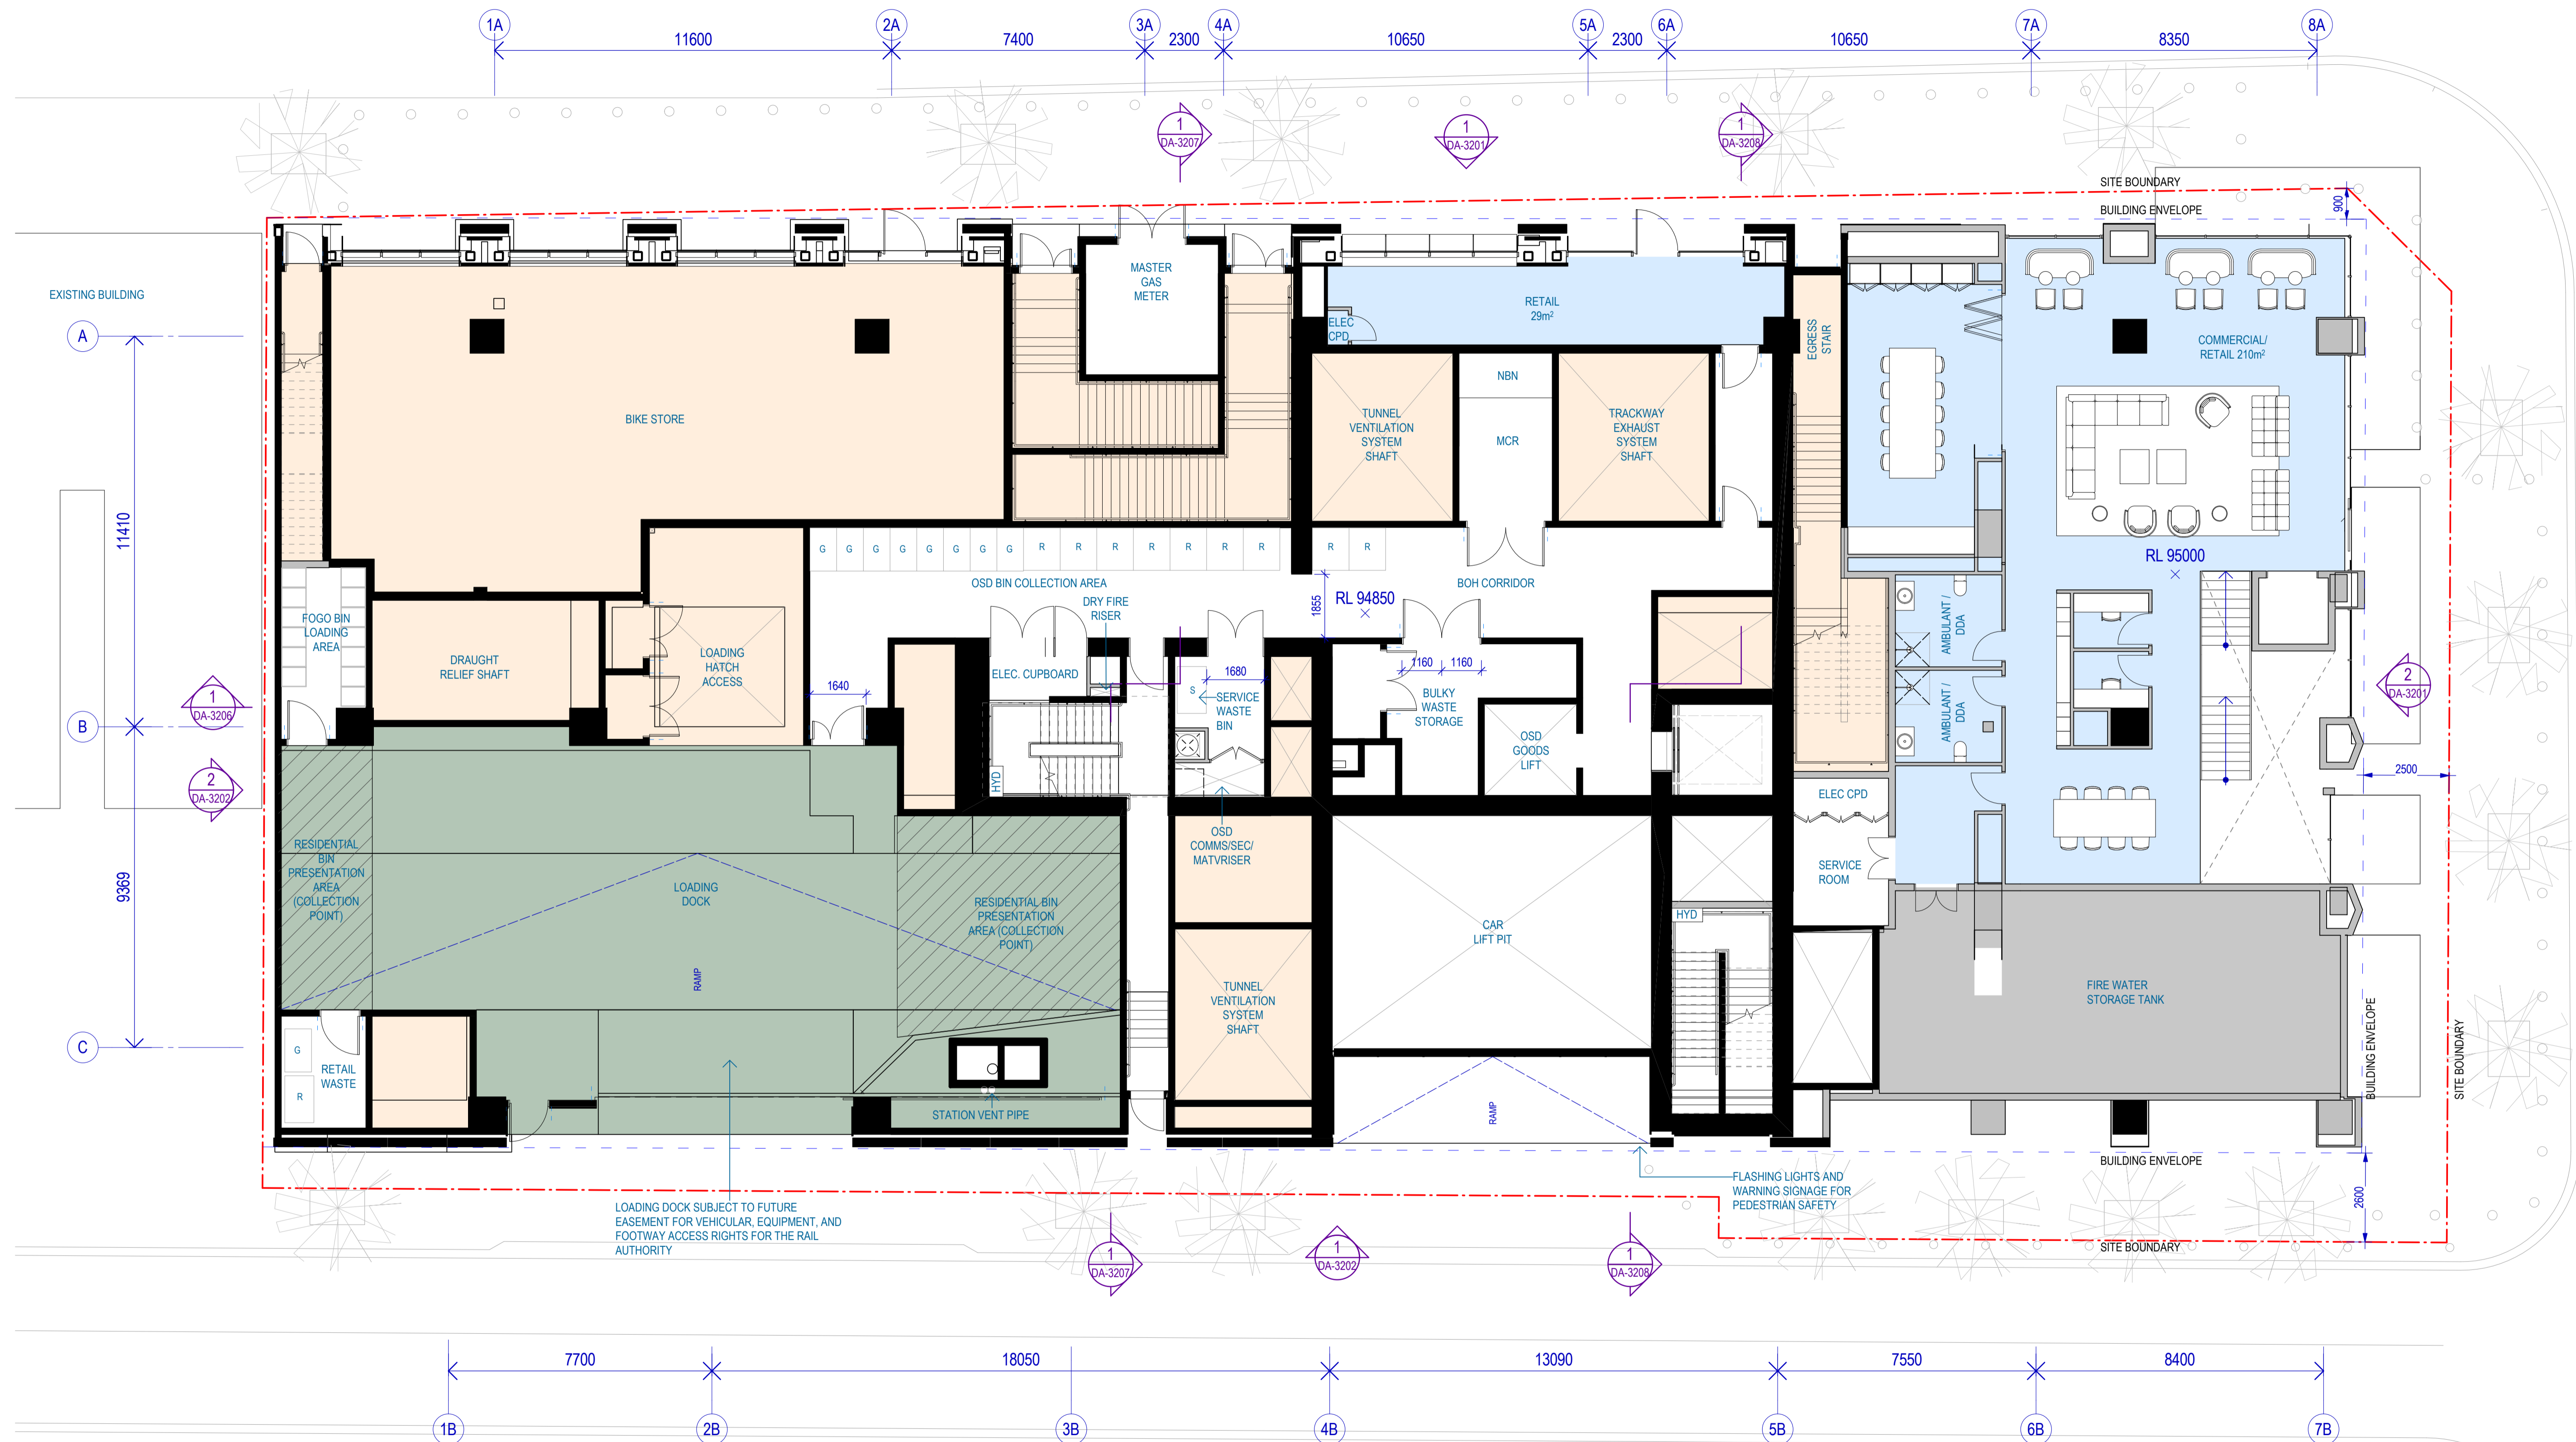 1A 2A 3A 4A 5A 6A 7A 8A
11600 7400 2300 10650 2300 10650 8350
1
DA-3207
1
DA-3201
1
DA-3208
SITE BOUNDARY
BUILDING ENVELOPE
900
EXISTING BUILDING
MASTER
GAS
METER
RETAIL
29m²
ELEC
CPD
EGRESS
STAIR
COMMERCIAL/
RETAIL 210m²
A
BIKE STORE
TUNNEL
VENTILATION
SYSTEM
SHAFT
NBN
MCR
TRACKWAY
EXHAUST
SYSTEM
SHAFT
11410
G G G G G G G G R R R R R R R R R
OSD BIN COLLECTION AREA
BOH CORRIDOR
RL 95000
DRY FIRE
RISER
1855
RL 94850
FOGO BIN
LOADING
AREA
DRAUGHT
RELIEF SHAFT
LOADING
HATCH
ACCESS
ELEC. CUPBOARD
1640
1680
S
SERVICE
WASTE
BIN
1160 1160
BULKY
WASTE
STORAGE
OSD
GOODS
LIFT
AMBULANT /
DDA
AMBULANT /
DDA
1
DA-3206
2
DA-3201
B
2
DA-3202
HYD
2500
ELEC CPD
OSD
COMMS/SEC/
MATVRISER
SERVICE
ROOM
9369
RESIDENTIAL
BIN
PRESENTATION
AREA
(COLLECTION
POINT)
LOADING
DOCK
RESIDENTIAL BIN
PRESENTATION
AREA (COLLECTION
POINT)
RAMP
CAR
LIFT PIT
HYD
TUNNEL
VENTILATION
SYSTEM
SHAFT
FIRE WATER
STORAGE TANK
C
G
R
RETAIL
WASTE
STATION VENT PIPE
RAMP
BUILDING ENVELOPE
SITE BOUNDARY
BUILDING ENVELOPE
FLASHING LIGHTS AND
WARNING SIGNAGE FOR
PEDESTRIAN SAFETY
2600
LOADING DOCK SUBJECT TO FUTURE
EASEMENT FOR VEHICULAR, EQUIPMENT, AND
FOOTWAY ACCESS RIGHTS FOR THE RAIL
AUTHORITY
SITE BOUNDARY
1
DA-3207
1
DA-3202
1
DA-3208
7700 18050 13090 7550 8400
1B 2B 3B 4B 5B 6B 7B